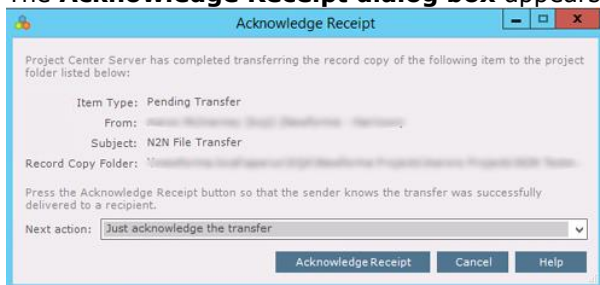 The Acknowledge Receipt dialog box appears
Acknowledge Receipt
Project Center Server has completed transferring the record copy of the following item to the project
folder listed below:
Item Type: Pending Transfer
From:
Subject: N2N File Transfer
Record Copy Folder:
Press the Acknowledge Receipt button so that the sender knows the transfer was successfully
delivered to a recipient.
Next action: Just acknowledge the transfer
Acknowledge Receipt Cancel Help